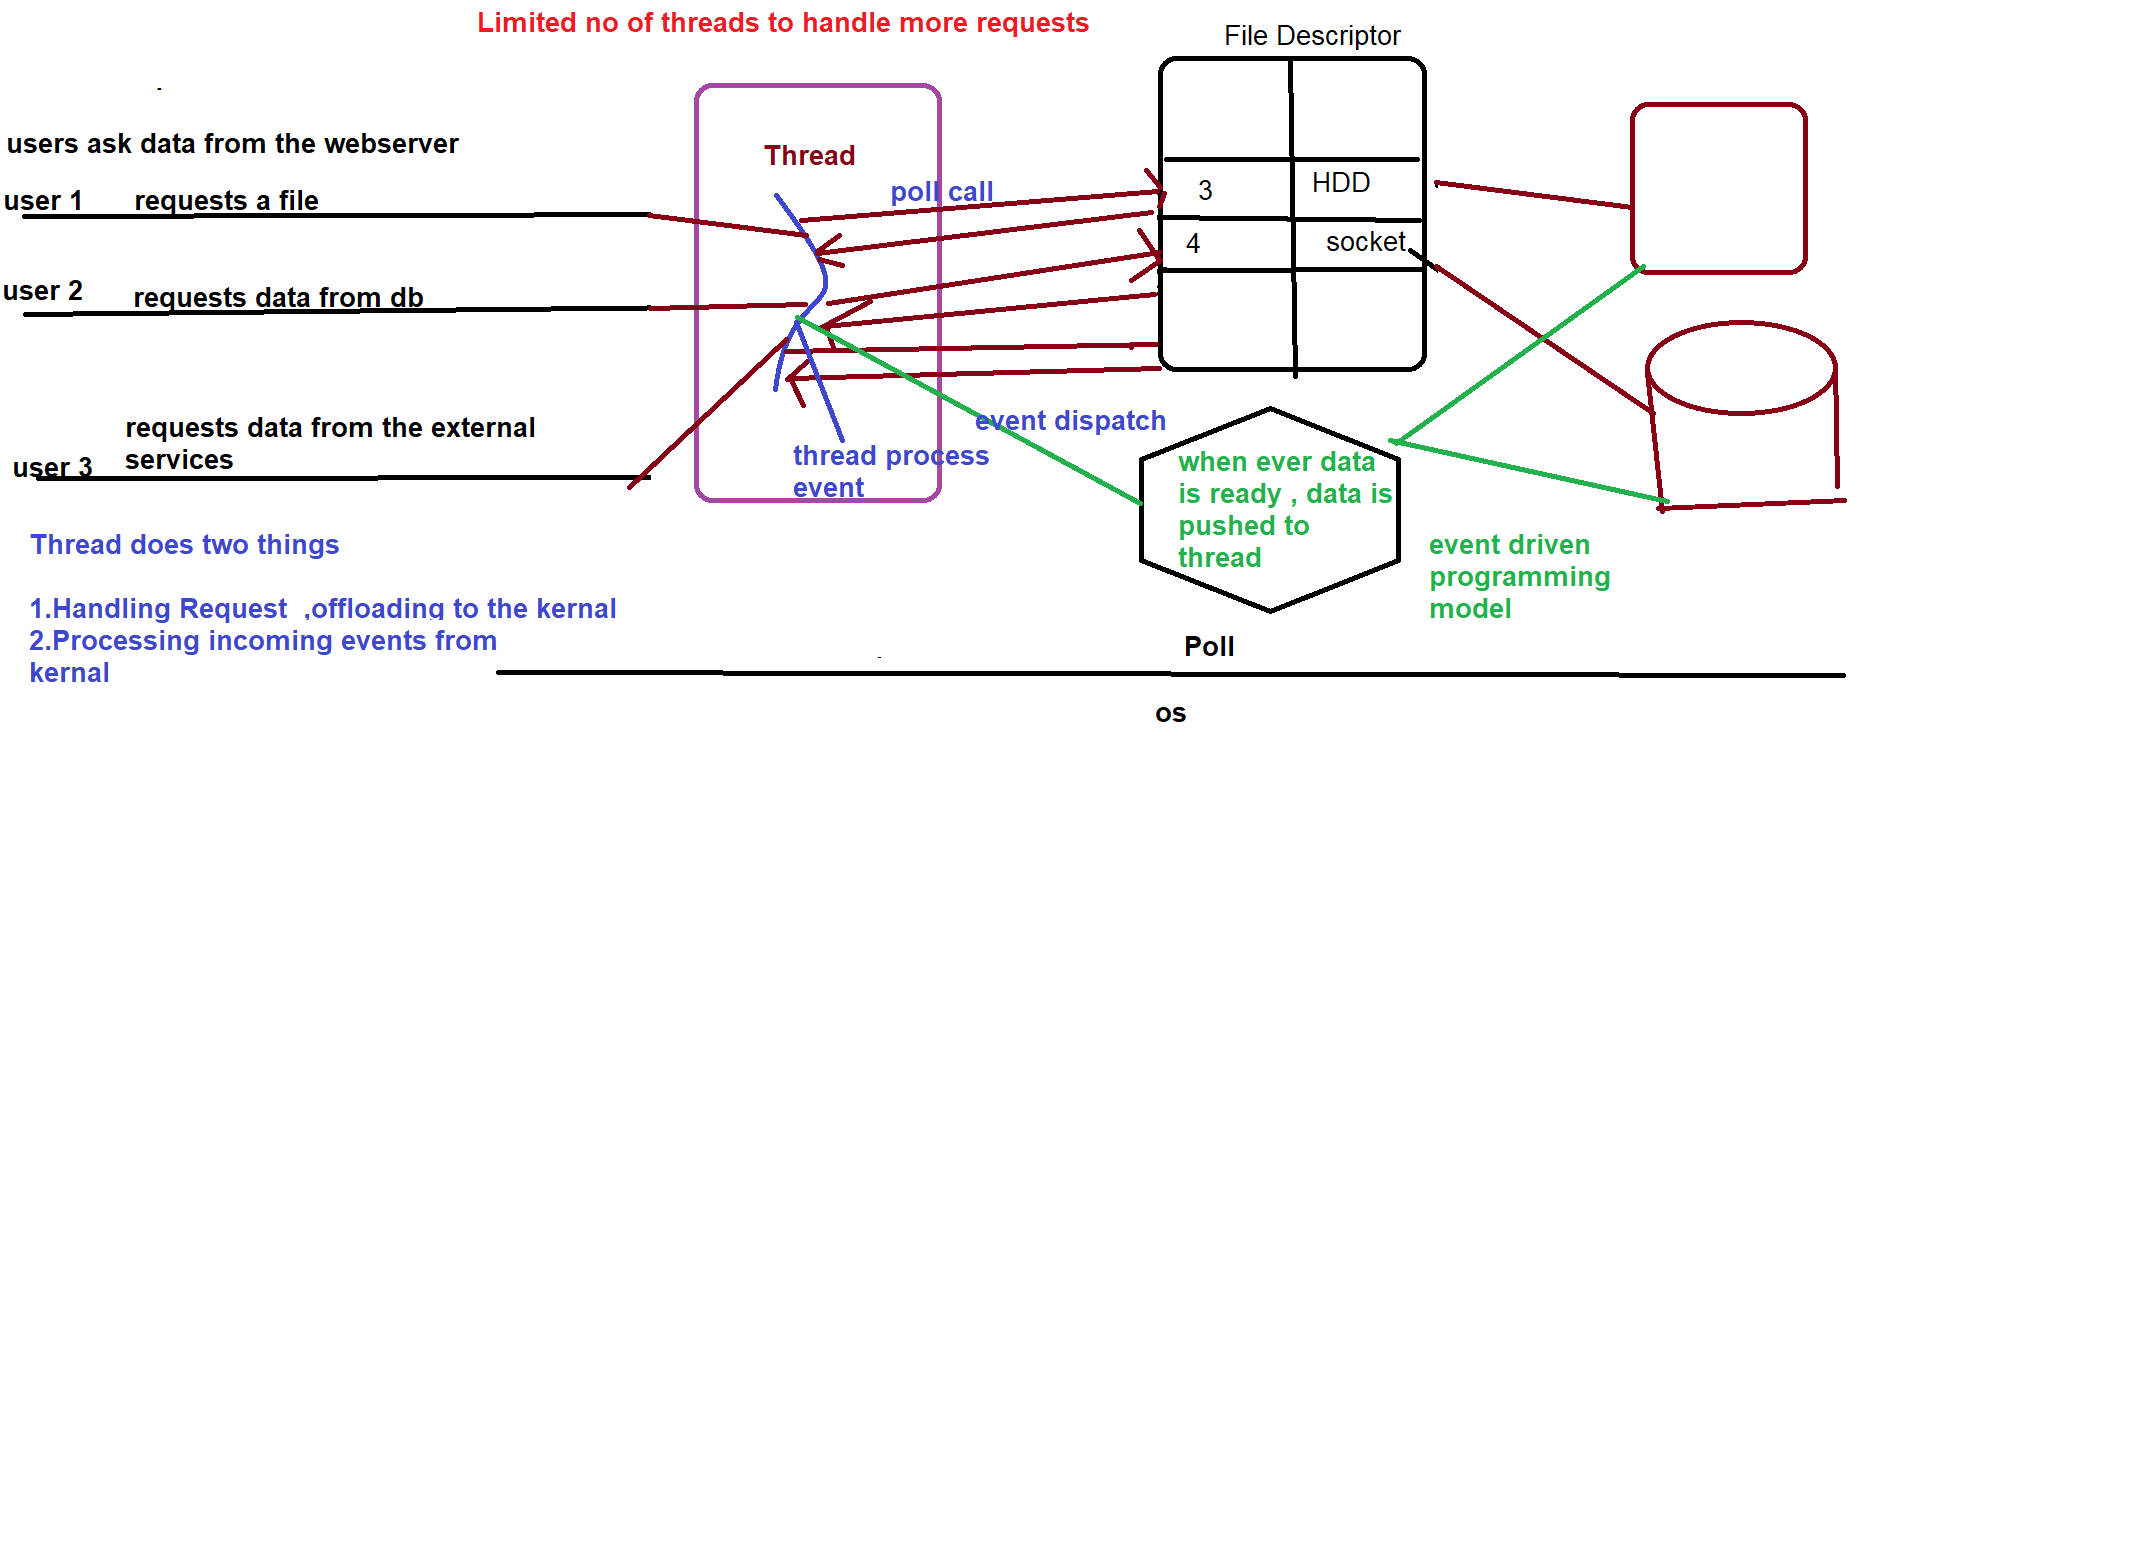 Limited no of threads to handle more requests
File Descriptor
users ask data from the webserver
Thread
user 1 requests a file
poll call
3 HDD
4 socket
user 2 requests data from db
requests data from the external
services
user 3
event dispatch
thread process
event
when ever data
is ready , data is
pushed to
thread
event driven
programming
model
Thread does two things
1.Handling Request ,offloading to the kernal
2.Processing incoming events from
kernal
Poll
os